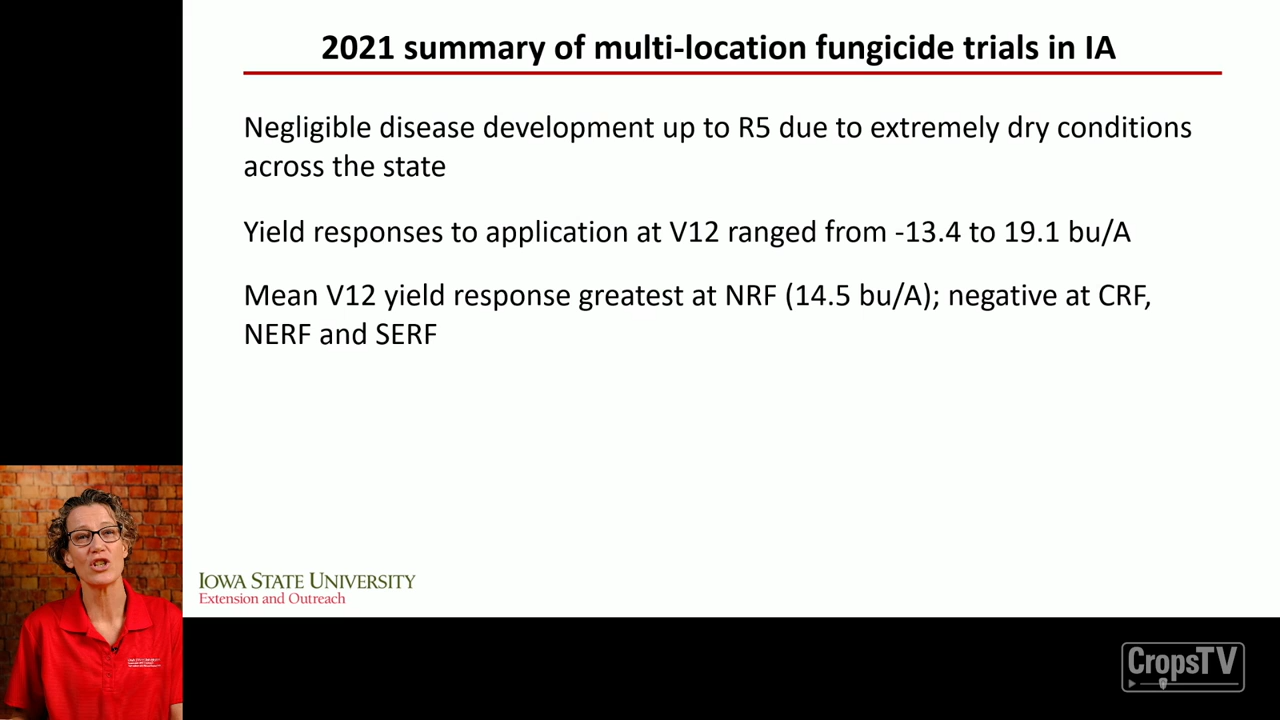 2021 summary of multi-location fungicide trials in IA
Negligible disease development up to R5 due to extremely dry conditions
across the state
Yield responses to application at V12 ranged from -13.4 to 19.1 bu/A
Mean V12 yield response greatest at NRF (14.5 bu/A); negative at CRF,
NERF and SERF
IOWA STATE UNIVERSITY
Extension and Outreach
CropsTV